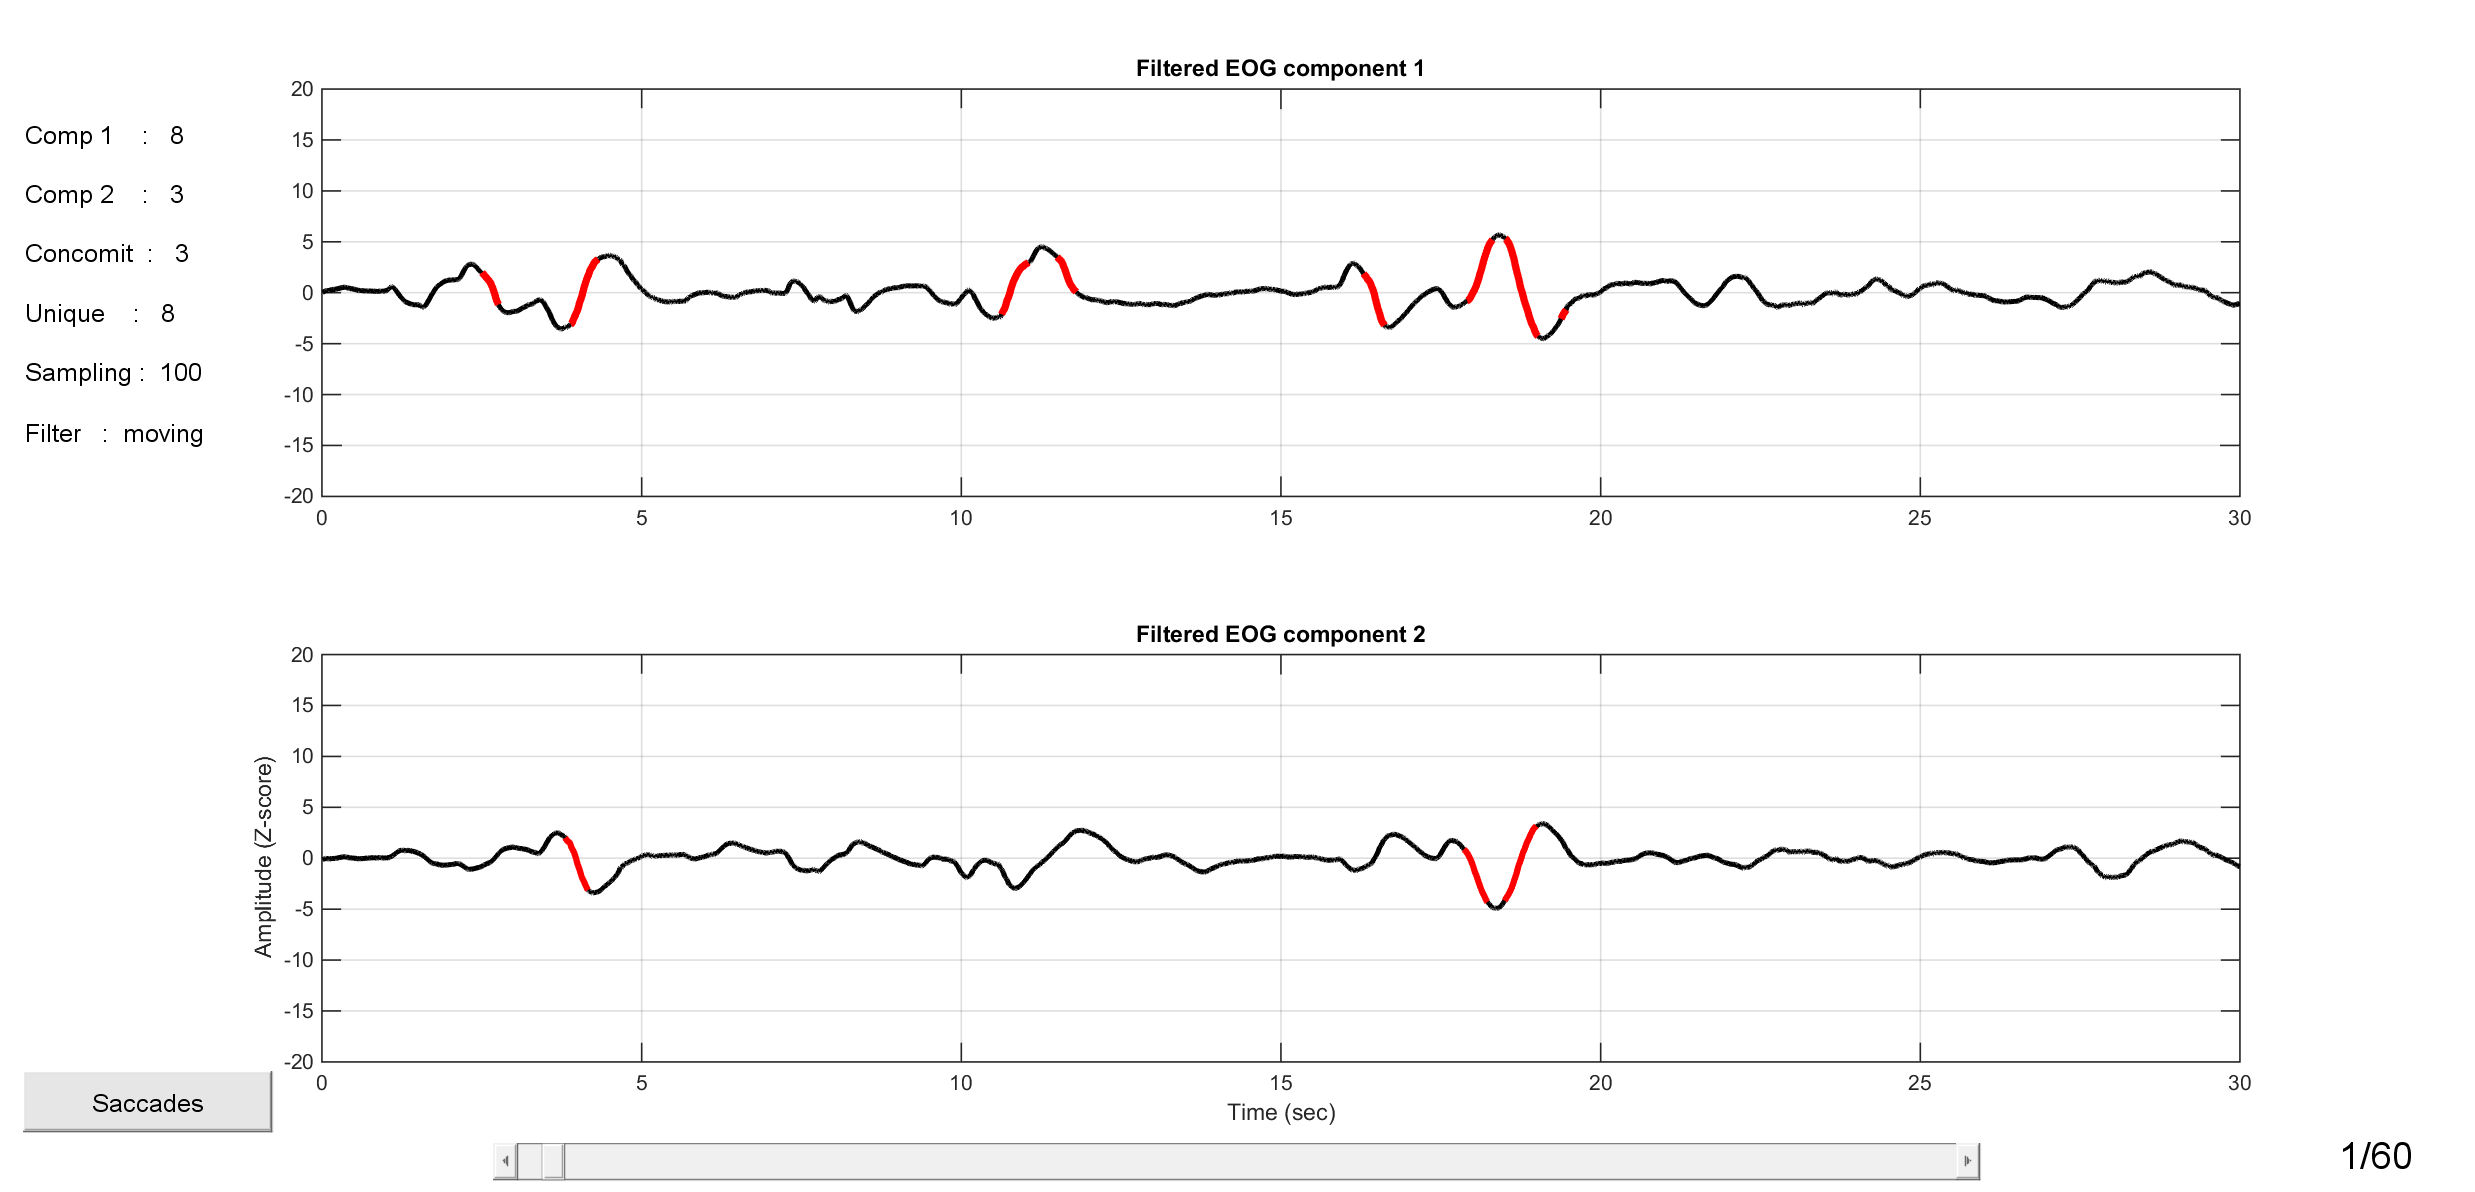 Filtered EOG component 1
Comp 1 : 8
Comp 2 : 3
Concomit : 3
Unique : 8
Sampling : 100
Filter : moving
20
15
10
5
0
-5
-10
-15
-20
0 5 10 15 20 25 30
Filtered EOG component 2
Amplitude (Z-score)
20
15
10
5
0
-5
-10
-15
-20
0 5 10 15 20 25 30
Time (sec)
Saccades
1/60